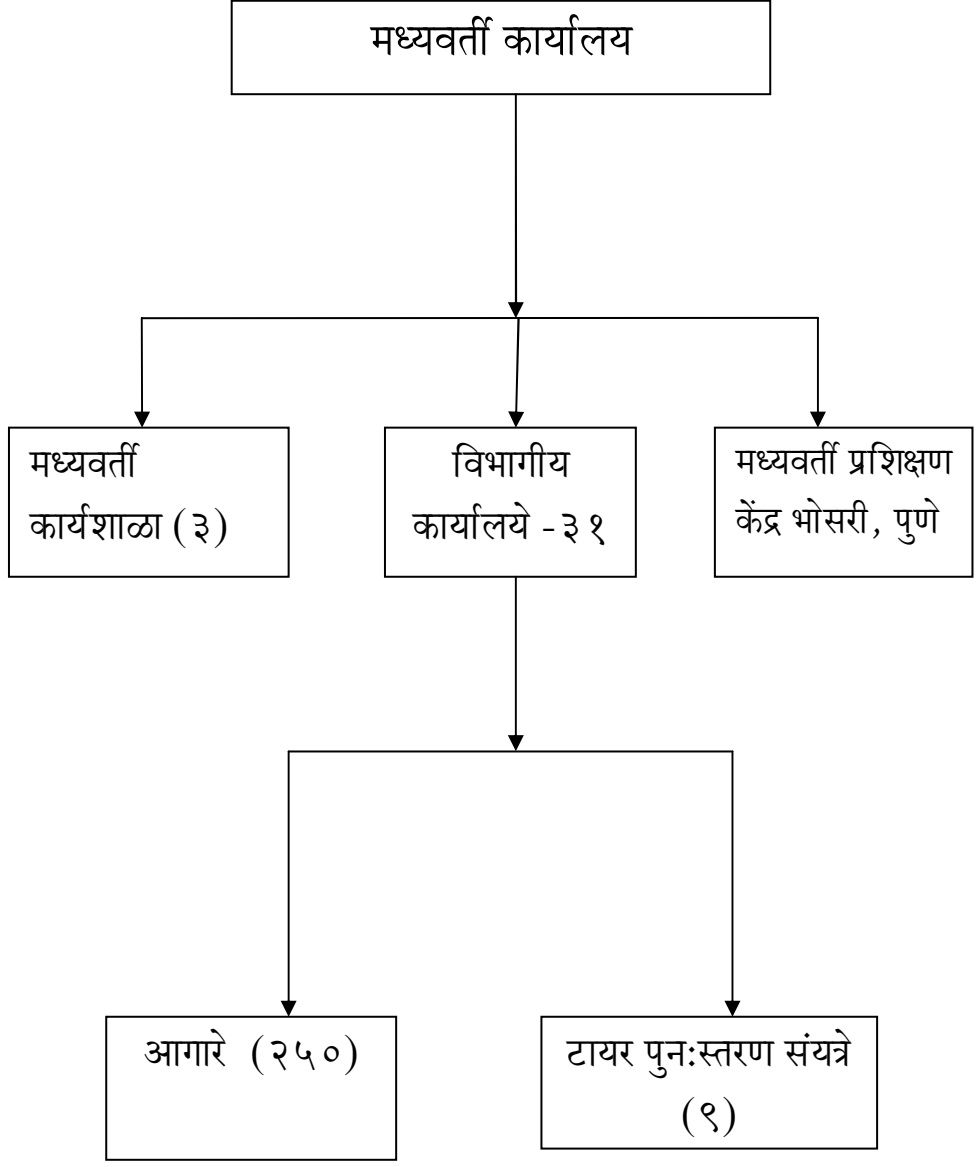 मध्यवर्ती कार्यालय
मध्यवर्ती
कार्यशाळा (३)
विभागीय
कार्यालये -३१
मध्यवर्ती प्रशिक्षण
केंद्र भोसरी, पुणे
आगारे (२५०)
टायर पुनःस्तरण संयत्रे
(९)